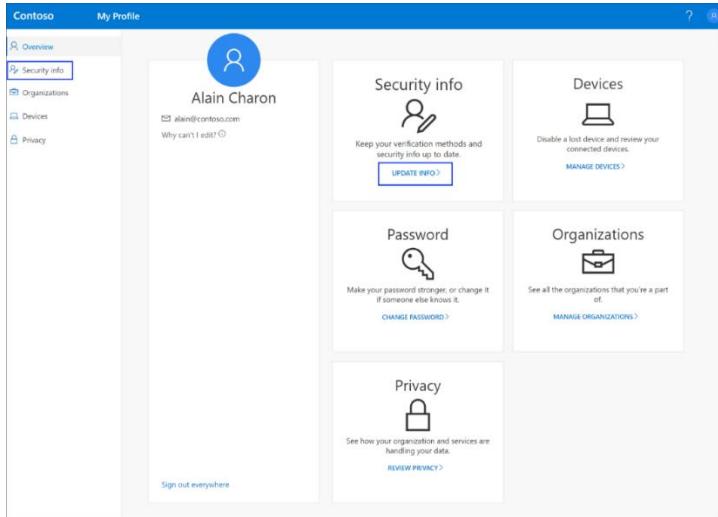 Contoso My Profile ?
Overview
Security info
Organizations
Devices
Privacy
Alain Charon
alain@contoso.com
Why can't I edit?
Sign out everywhere
Security info
Keep your verification methods and
security info up to date.
UPDATE INFO >
Devices
Disable a lost device and review your
connected devices.
MANAGE DEVICES >
Password
Make your password stronger, or change it
if someone else knows it.
CHANGE PASSWORD >
Organizations
See all the organizations that you're a part
of.
MANAGE ORGANIZATIONS >
Privacy
See how your organization and services are
handling your data.
REVIEW PRIVACY >